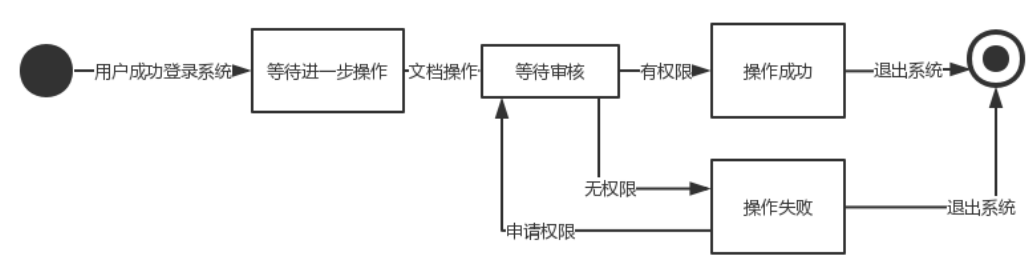 用户成功登录系统
等待进一步操作
文档操作
等待审核
有权限
操作成功
退出系统
无权限
操作失败
退出系统
申请权限